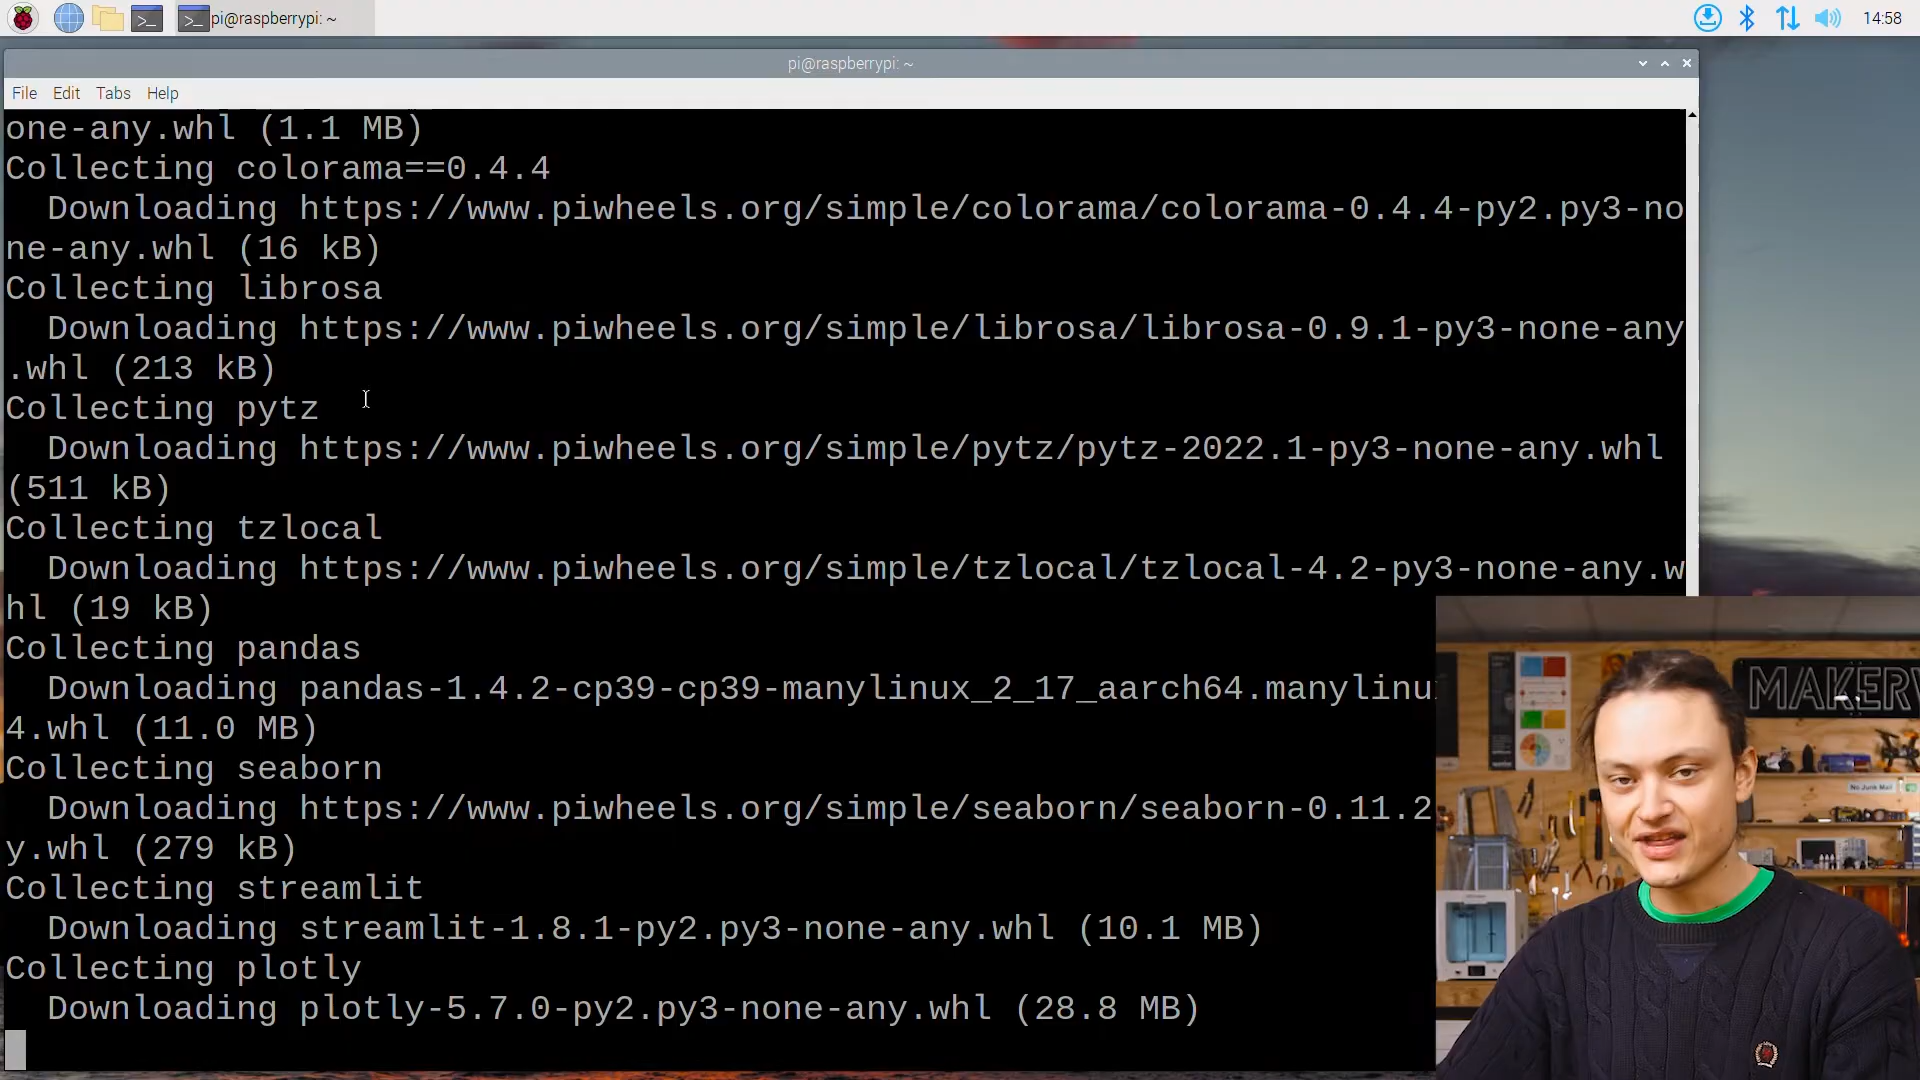 pi@raspberrypi: ~
14:58
pi@raspberrypi: ~
File Edit Tabs Help
one-any.whl (1.1 MB)
Collecting colorama==0.4.4
Downloading https://www.piwheels.org/simple/colorama/colorama-0.4.4-py2.py3-no
ne-any.whl (16 kB)
Collecting librosa
Downloading https://www.piwheels.org/simple/librosa/librosa-0.9.1-py3-none-any
.whl (213 kB)
Collecting pytz
Downloading https://www.piwheels.org/simple/pytz/pytz-2022.1-py3-none-any.whl
(511 kB)
Collecting tzlocal
Downloading https://www.piwheels.org/simple/tzlocal/tzlocal-4.2-py3-none-any.w
hl (19 kB)
Collecting pandas
Downloading pandas-1.4.2-cp39-cp39-manylinux_2_17_aarch64.manylinu
4.whl (11.0 MB)
Collecting seaborn
Downloading https://www.piwheels.org/simple/seaborn/seaborn-0.11.2
y.whl (279 kB)
Collecting streamlit
Downloading streamlit-1.8.1-py2.py3-none-any.whl (10.1 MB)
Collecting plotly
Downloading plotly-5.7.0-py2.py3-none-any.whl (28.8 MB)
MAKER
No Junk Mail